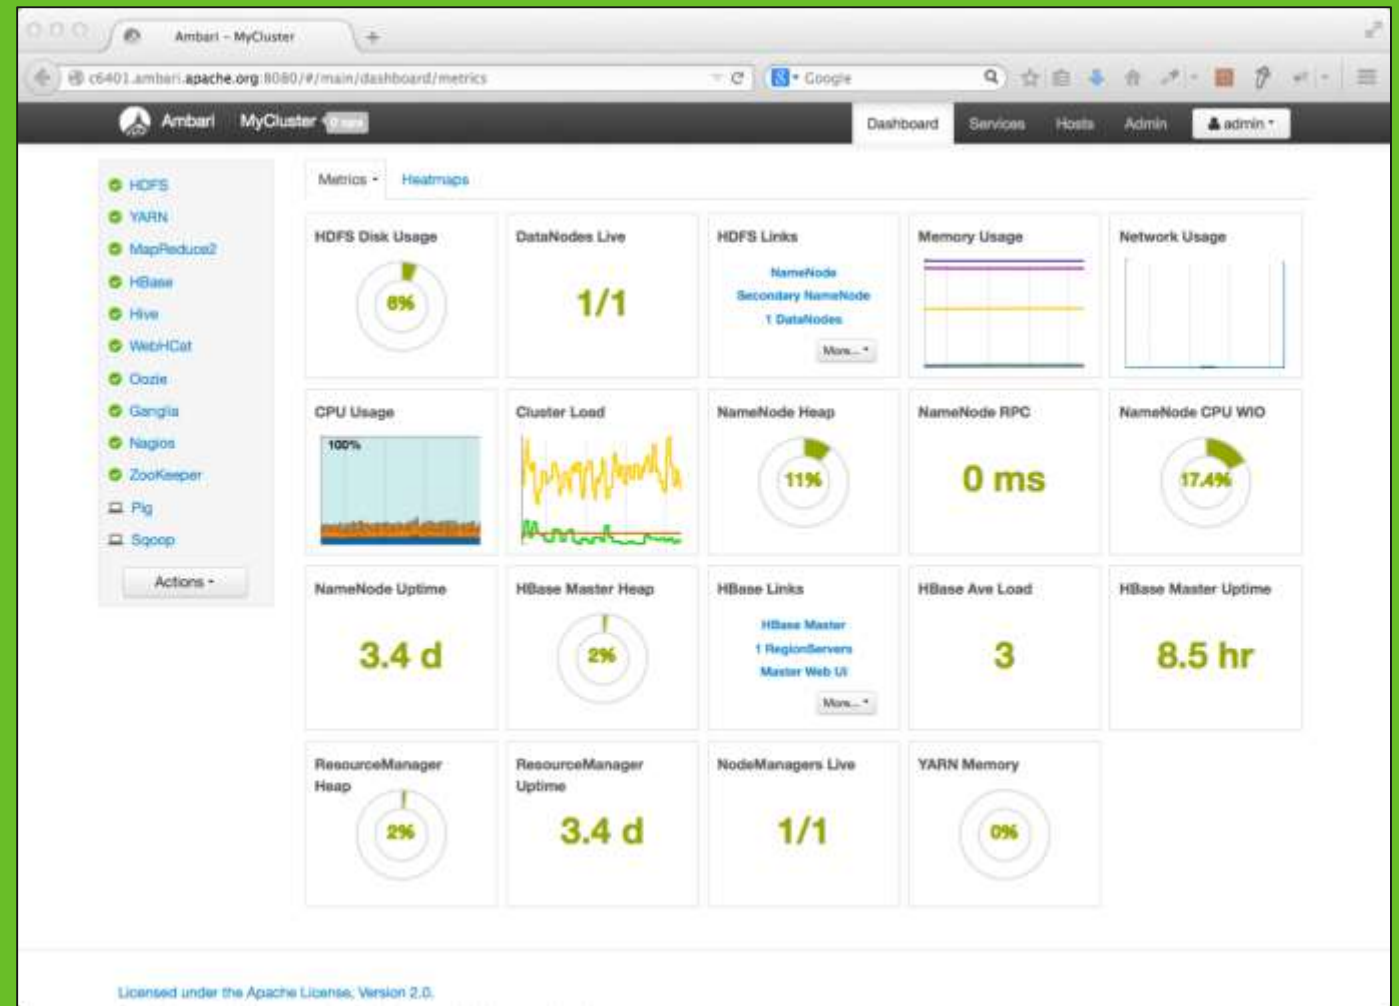 Ambari - MyCluster
c6401.ambari.apache.org:8080/#/main/dashboard/metrics
Google
Ambari MyCluster
Dashboard Services Hosts Admin admin
HDFS
YARN
MapReduce2
HBase
Hive
WebHCat
Oozie
Ganglia
Nagios
ZooKeeper
Pig
Sqoop
Actions
Metrics Heatmaps
HDFS Disk Usage
6%
DataNodes Live
1/1
HDFS Links
NameNode
Secondary NameNode
1 DataNodes
More...
Memory Usage
Network Usage
CPU Usage
100%
Cluster Load
NameNode Heap
11%
NameNode RPC
0 ms
NameNode CPU WIO
17.4%
NameNode Uptime
3.4 d
HBase Master Heap
2%
HBase Links
HBase Master
1 RegionServers
Master Web UI
More...
HBase Ave Load
3
HBase Master Uptime
8.5 hr
ResourceManager
Heap
2%
ResourceManager
Uptime
3.4 d
NodeManagers Live
1/1
YARN Memory
0%
Licensed under the Apache License, Version 2.0.